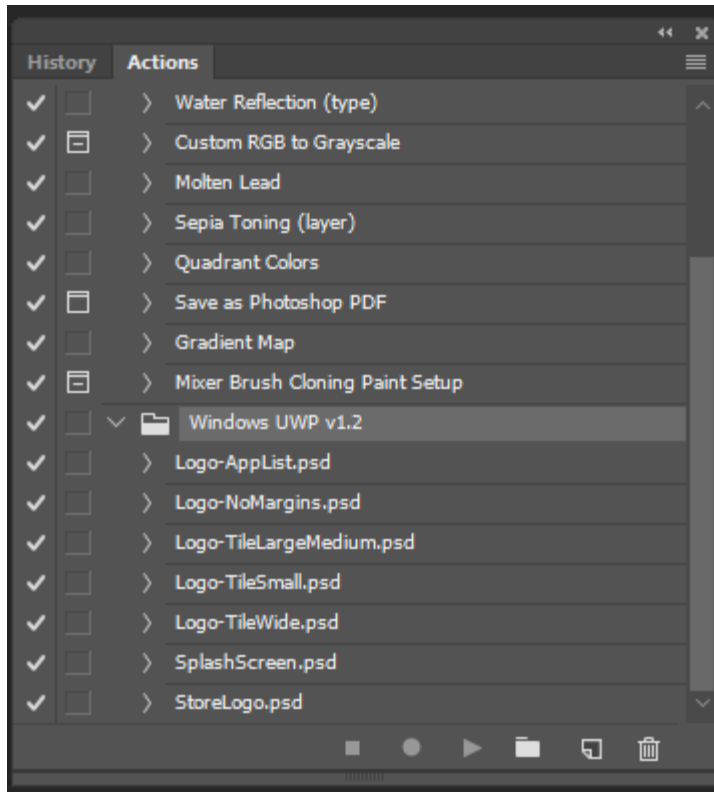 History Actions
Water Reflection (type)
Custom RGB to Grayscale
Molten Lead
Sepia Toning (layer)
Quadrant Colors
Save as Photoshop PDF
Gradient Map
Mixer Brush Cloning Paint Setup
Windows UWP v1.2
Logo-AppList.psd
Logo-NoMargins.psd
Logo-TileLargeMedium.psd
Logo-TileSmall.psd
Logo-TileWide.psd
SplashScreen.psd
StoreLogo.psd